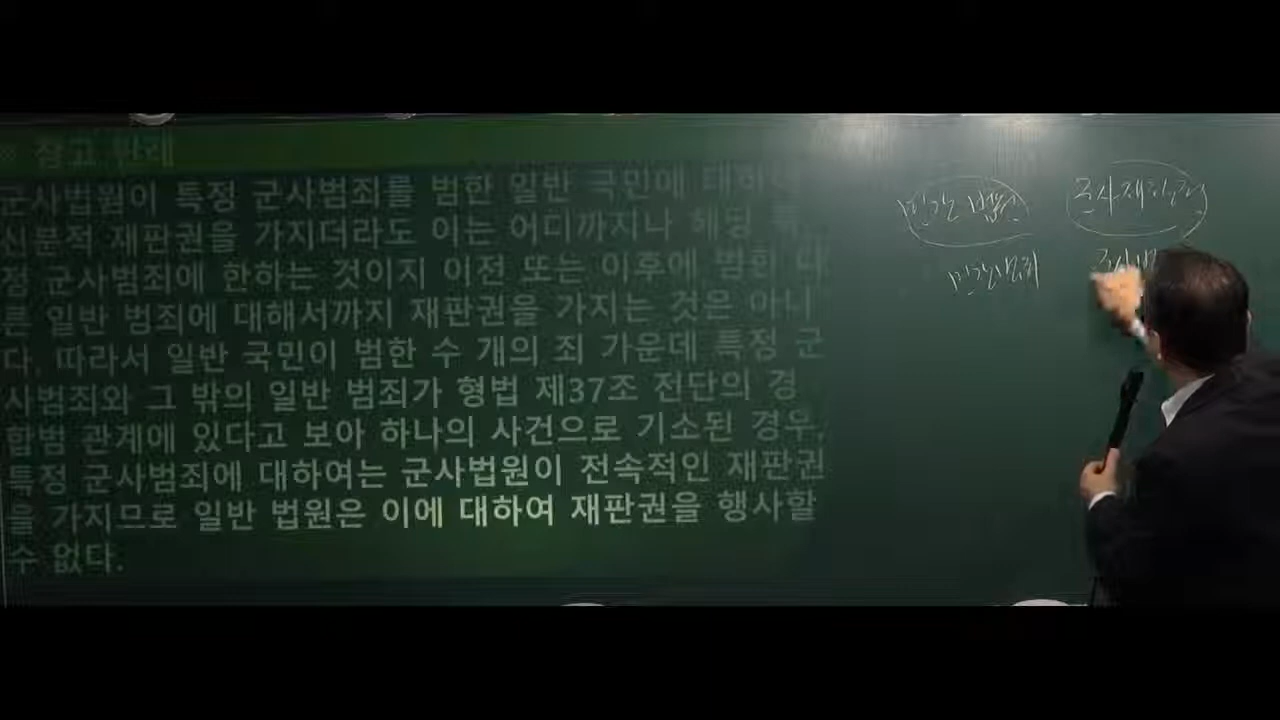 ※ 참고 판례
군사법원이 특정 군사범죄를 범한 일반 국민에 대하여
신분적 재판권을 가지더라도 이는 어디까지나 해당 특
정 군사범죄에 한하는 것이지 이전 또는 이후에 범한 다
른 일반 범죄에 대해서까지 재판권을 가지는 것은 아니
다. 따라서 일반 국민이 범한 수 개의 죄 가운데 특정 군
사범죄와 그 밖의 일반 범죄가 형법 제37조 전단의 경
합범 관계에 있다고 보아 하나의 사건으로 기소된 경우,
특정 군사범죄에 대하여는 군사법원이 전속적인 재판권
을 가지므로 일반 법원은 이에 대하여 재판권을 행사할
수 없다.
민간 법원
민간범죄